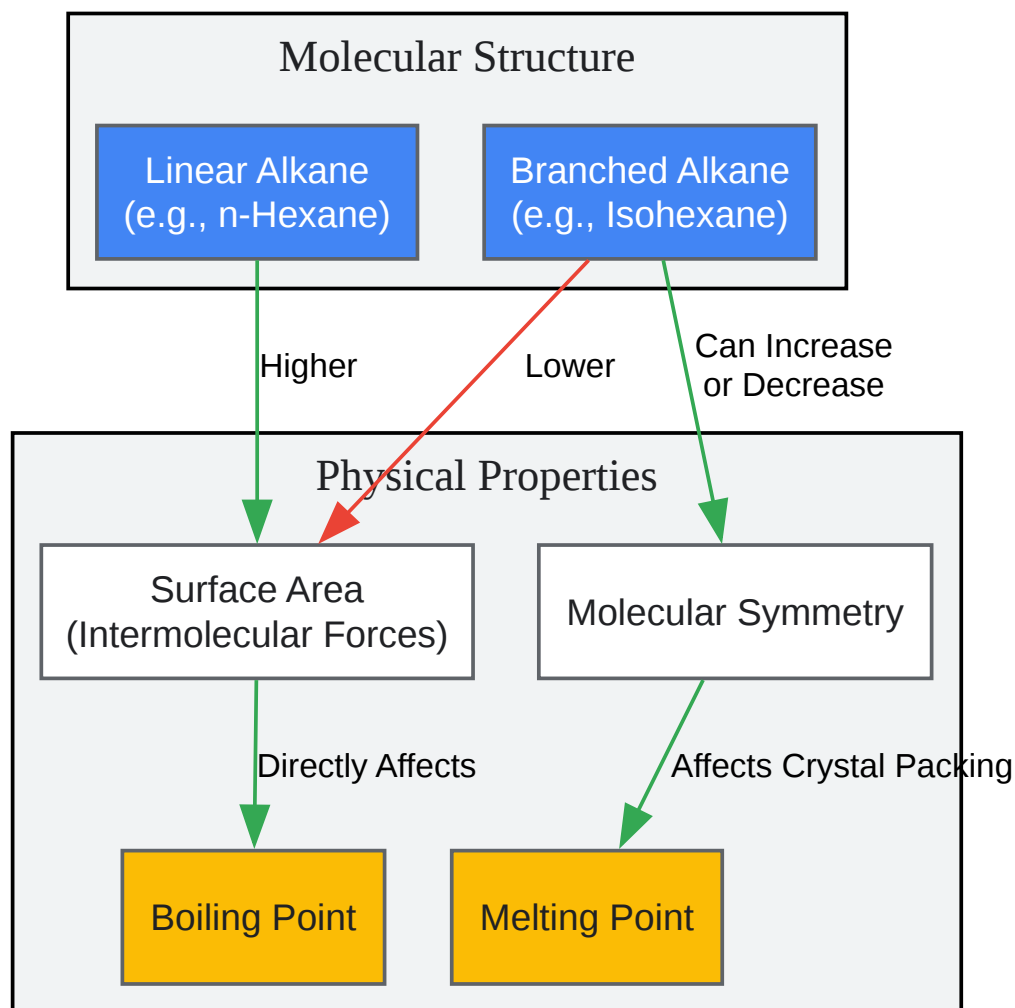 Molecular Structure
Linear Alkane
(e.g., n-Hexane)
Branched Alkane
(e.g., Isohexane)
Higher
Lower
Can Increase
or Decrease
Physical Properties
Surface Area
(Intermolecular Forces)
Molecular Symmetry
Directly Affects
Affects Crystal Packing
Boiling Point
Melting Point